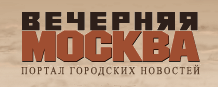 ВЕЧЕРНЯЯ
МОСКВА
ПОРТАЛ ГОРОДСКИХ НОВОСТЕЙ